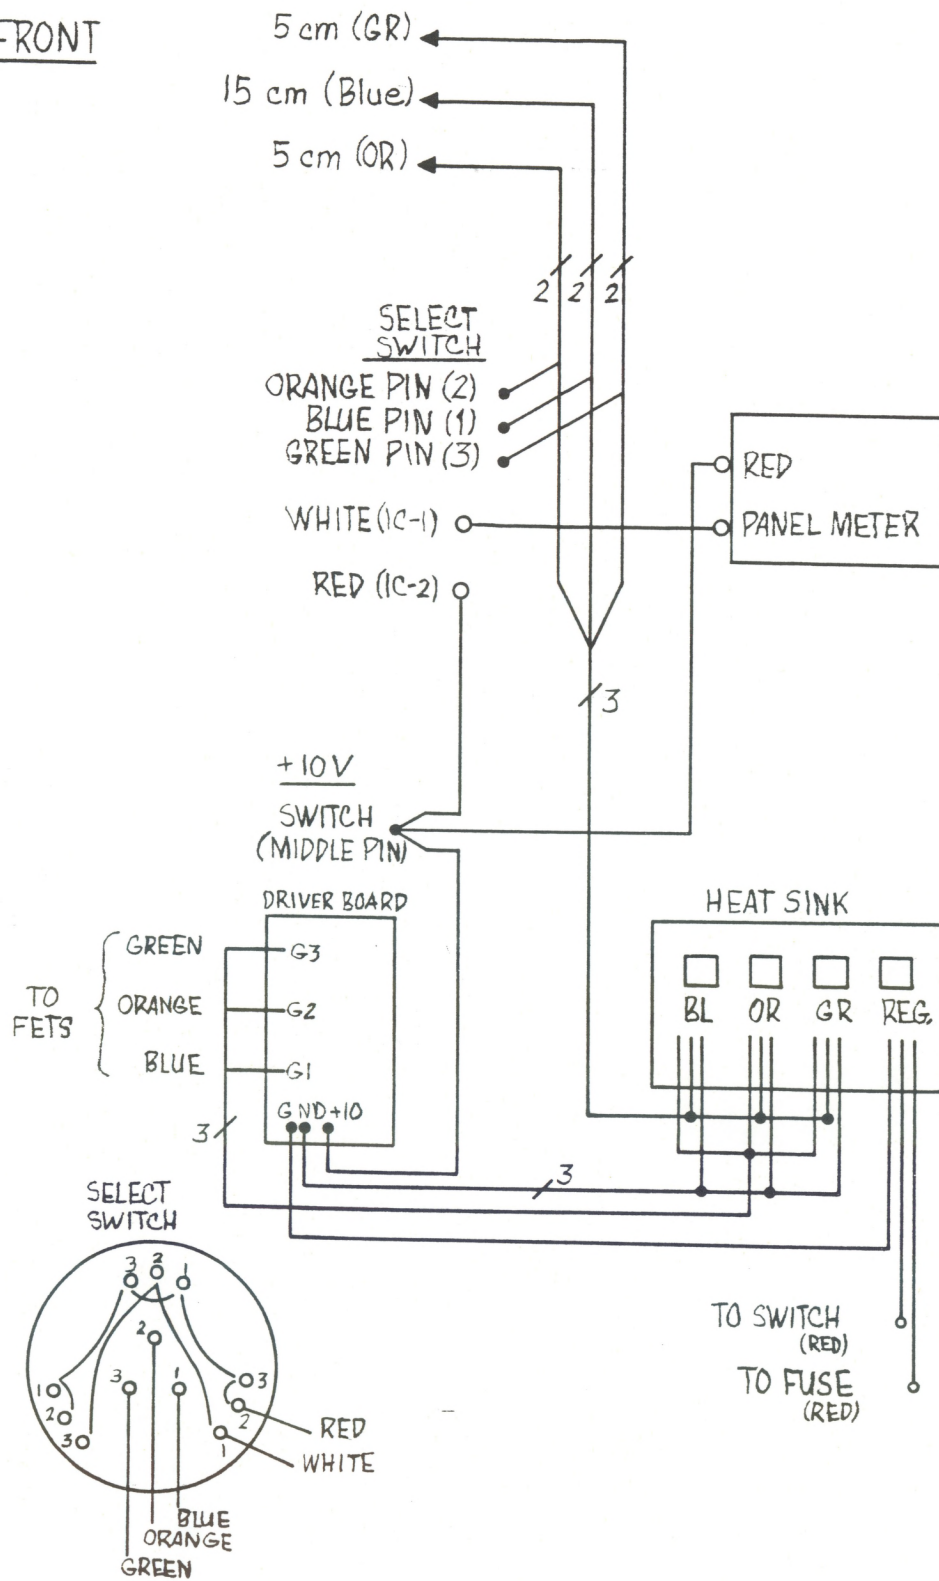 FRONT
5 cm (GR)
15 cm (Blue)
5 cm (OR)
2 2 2
SELECT
SWITCH
ORANGE PIN (2)
BLUE PIN (1)
GREEN PIN (3)
WHITE (IC-1)
RED (IC-2)
RED
PANEL METER
3
+10V
SWITCH
(MIDDLE PIN)
DRIVER BOARD
GREEN
ORANGE
BLUE
TO
FETS
G3
G2
G1
G ND +10
3
HEAT SINK
BL OR GR REG.
3
TO SWITCH
(RED)
TO FUSE
(RED)
SELECT
SWITCH
3 2 1
2
1 3 1 3
2 2
3 1
RED
WHITE
BLUE
ORANGE
GREEN